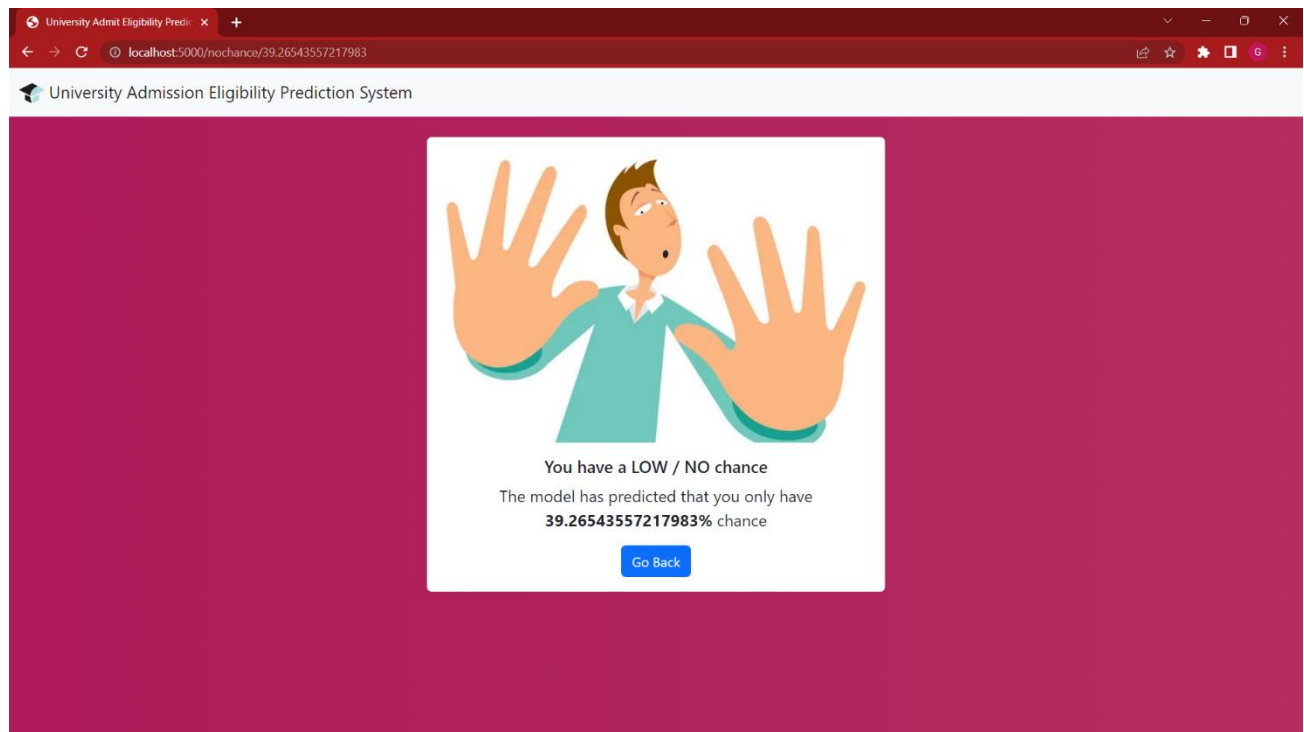 University Admit Eligibility Predic
localhost:5000/nochance/39.26543557217983
G
University Admission Eligibility Prediction System
You have a LOW / NO chance
The model has predicted that you only have
39.26543557217983% chance
Go Back